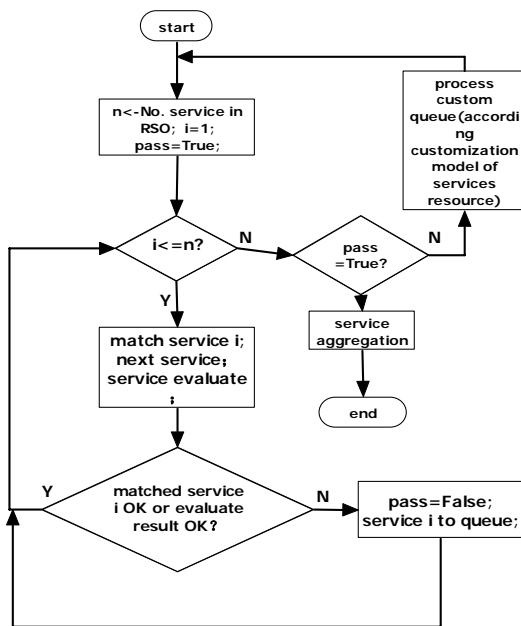 start
n<-No. service in
RSO; i=1;
pass=True;
process
custom
queue(accordi
ng
customization
model of
services
resource)
i<=n?
N
pass
=True?
N
Y
service
aggregation
match service i;
next service;
service evaluate
;
end
Y
matched service
i OK or evaluate
result OK?
N
pass=False;
service i to queue;